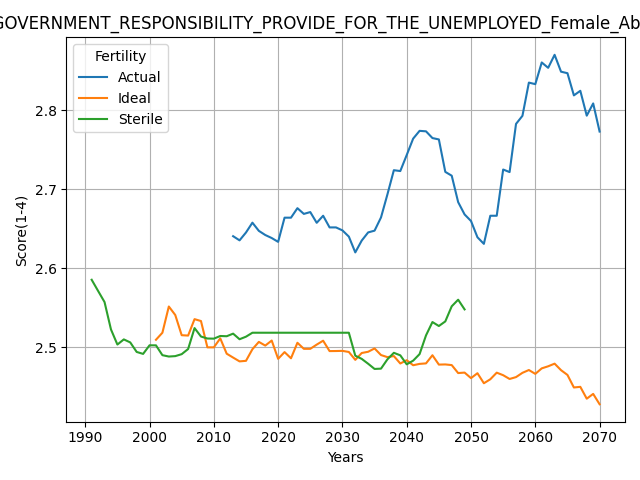 GOVERNMENT_RESPONSIBILITY_PROVIDE_FOR_THE_UNEMPLOYED_Female_Ab
Fertility
Actual
Ideal
Sterile
2.8
2.7
2.6
2.5
Score(1-4)
1990 2000 2010 2020 2030 2040 2050 2060 2070
Years